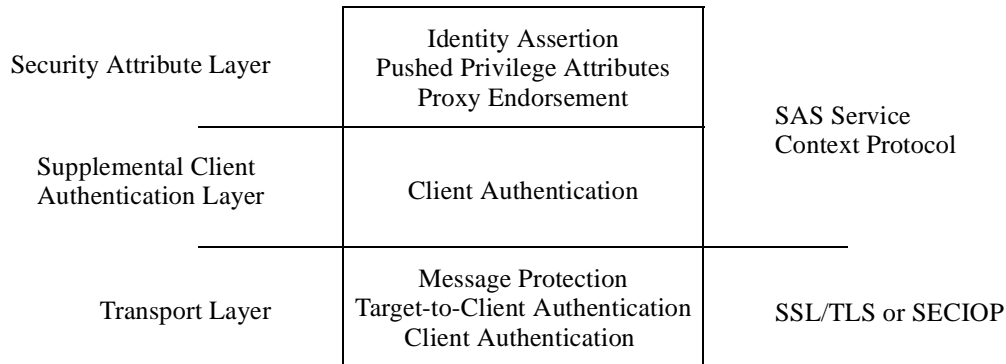 Security Attribute Layer
Identity Assertion
Pushed Privilege Attributes
Proxy Endorsement
SAS Service
Context Protocol
Supplemental Client
Authentication Layer
Client Authentication
Transport Layer
Message Protection
Target-to-Client Authentication
Client Authentication
SSL/TLS or SECIOP